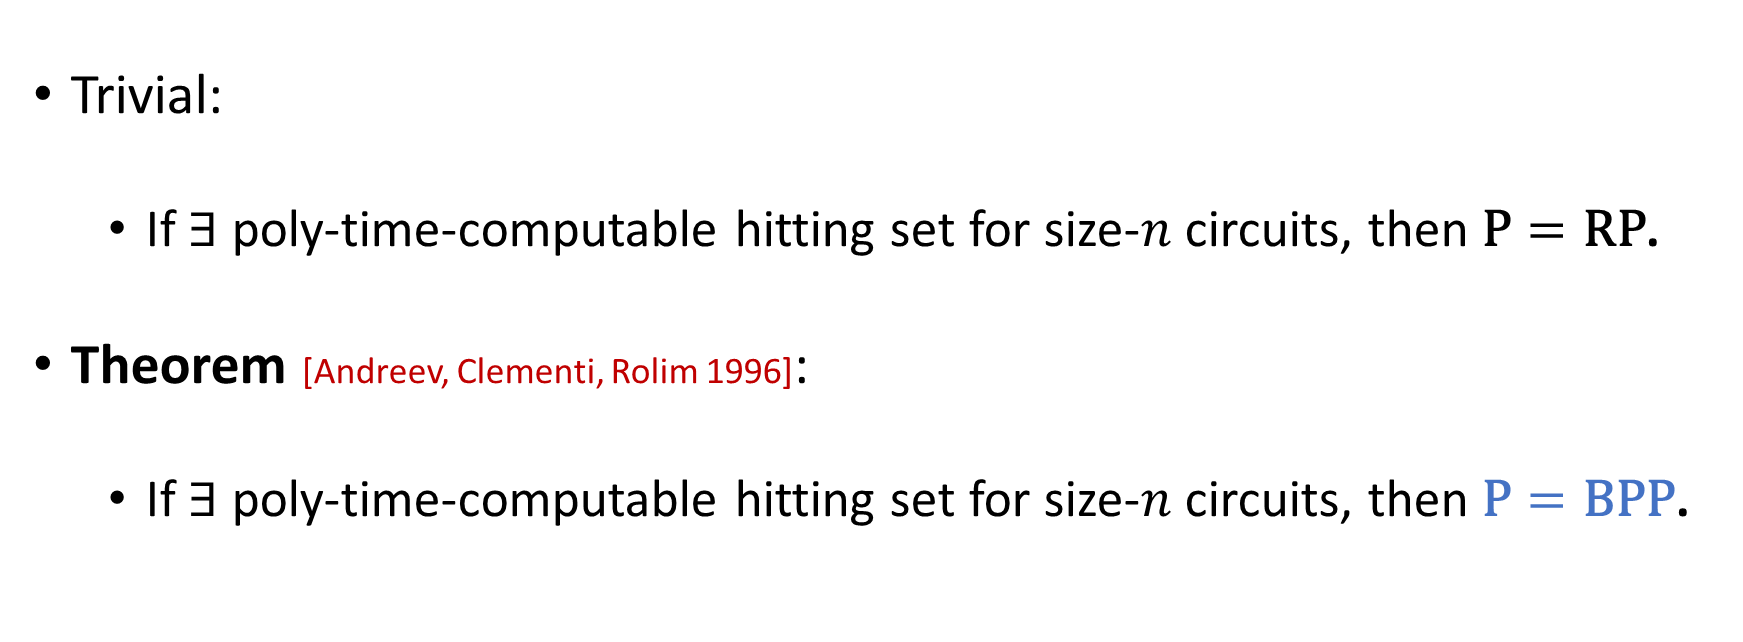 • Trivial:
• If ∃ poly-time-computable hitting set for size-n circuits, then P = RP.
• Theorem [Andreev, Clementi, Rolim 1996]:
• If ∃ poly-time-computable hitting set for size-n circuits, then P = BPP.